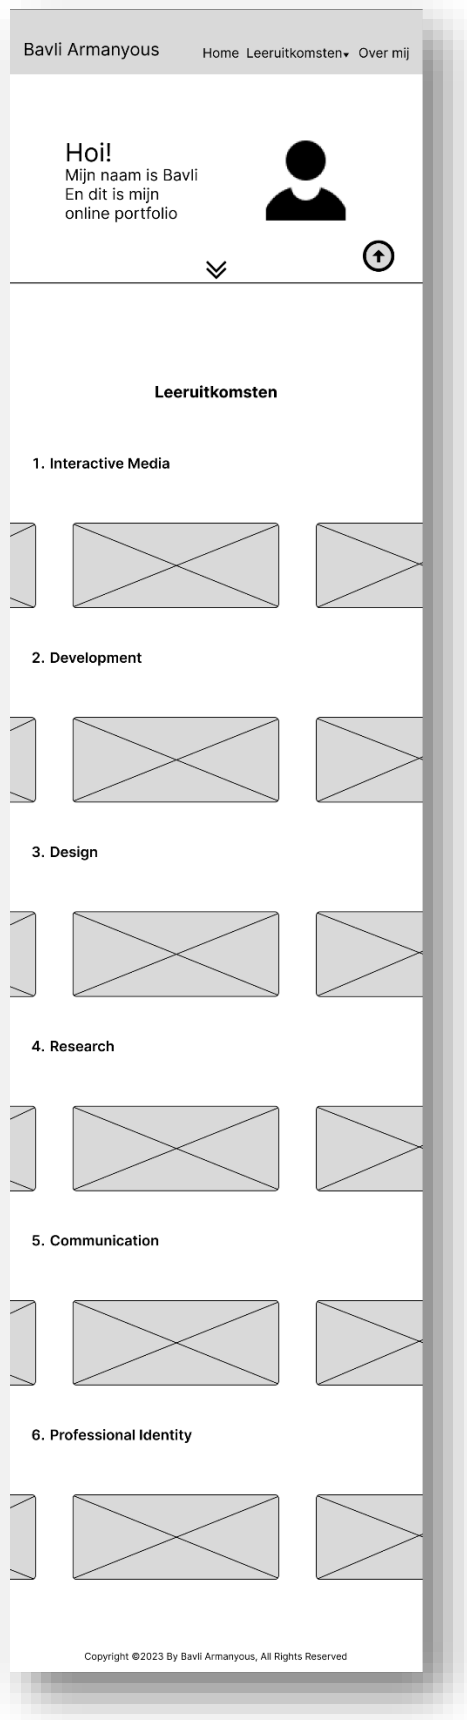 Bavli Armanyous
Home Leeruitkomsten Over mij
Hoi!
Mijn naam is Bavli
En dit is mijn
online portfolio
Leeruitkomsten
1. Interactive Media
2. Development
3. Design
4. Research
5. Communication
6. Professional Identity
Copyright ©2023 By Bavli Armanyous, All Rights Reserved